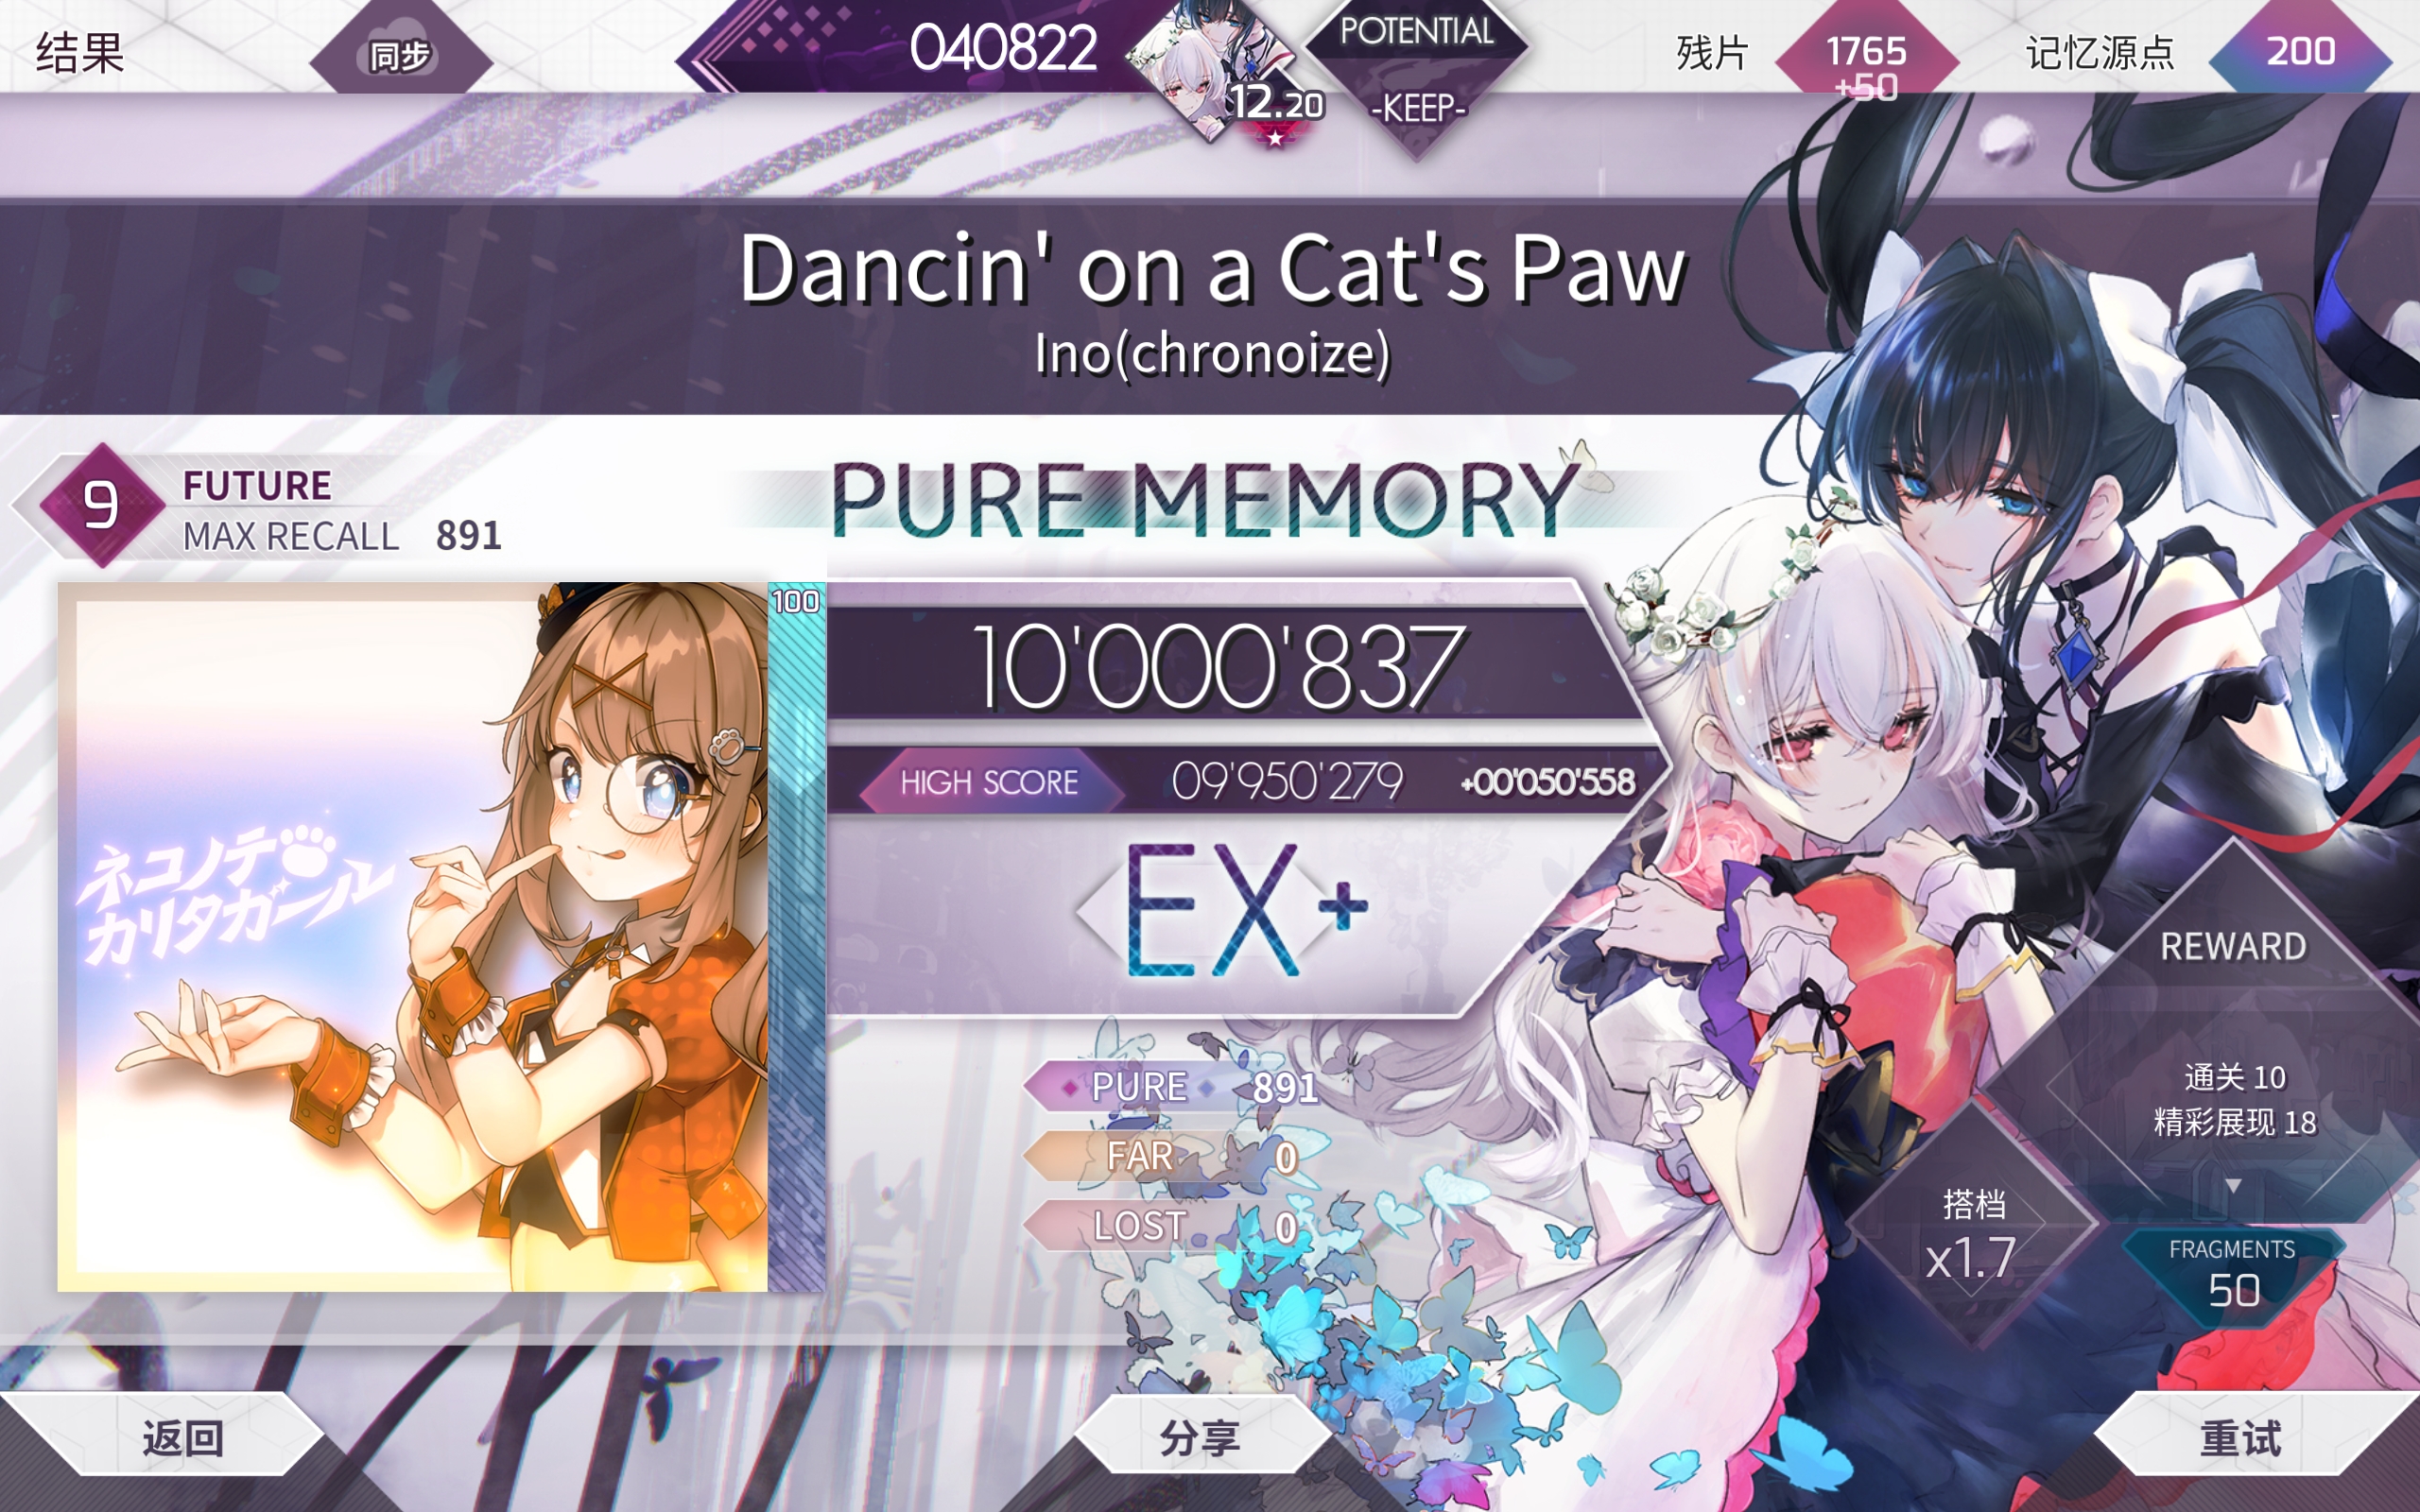 结果
同步
040822
12.20
POTENTIAL
-KEEP-
残片
1765
+50
记忆源点
200
Dancin' on a Cat's Paw
Ino(chronoize)
9
FUTURE
MAX RECALL 891
PURE MEMORY
100
10'000'837
HIGH SCORE 09'950'279 +00'050'558
EX+
ネコノテ
カリタガール
PURE 891
FAR 0
LOST 0
REWARD
通关 10
精彩展现 18
搭档
x1.7
FRAGMENTS
50
返回
分享
重试